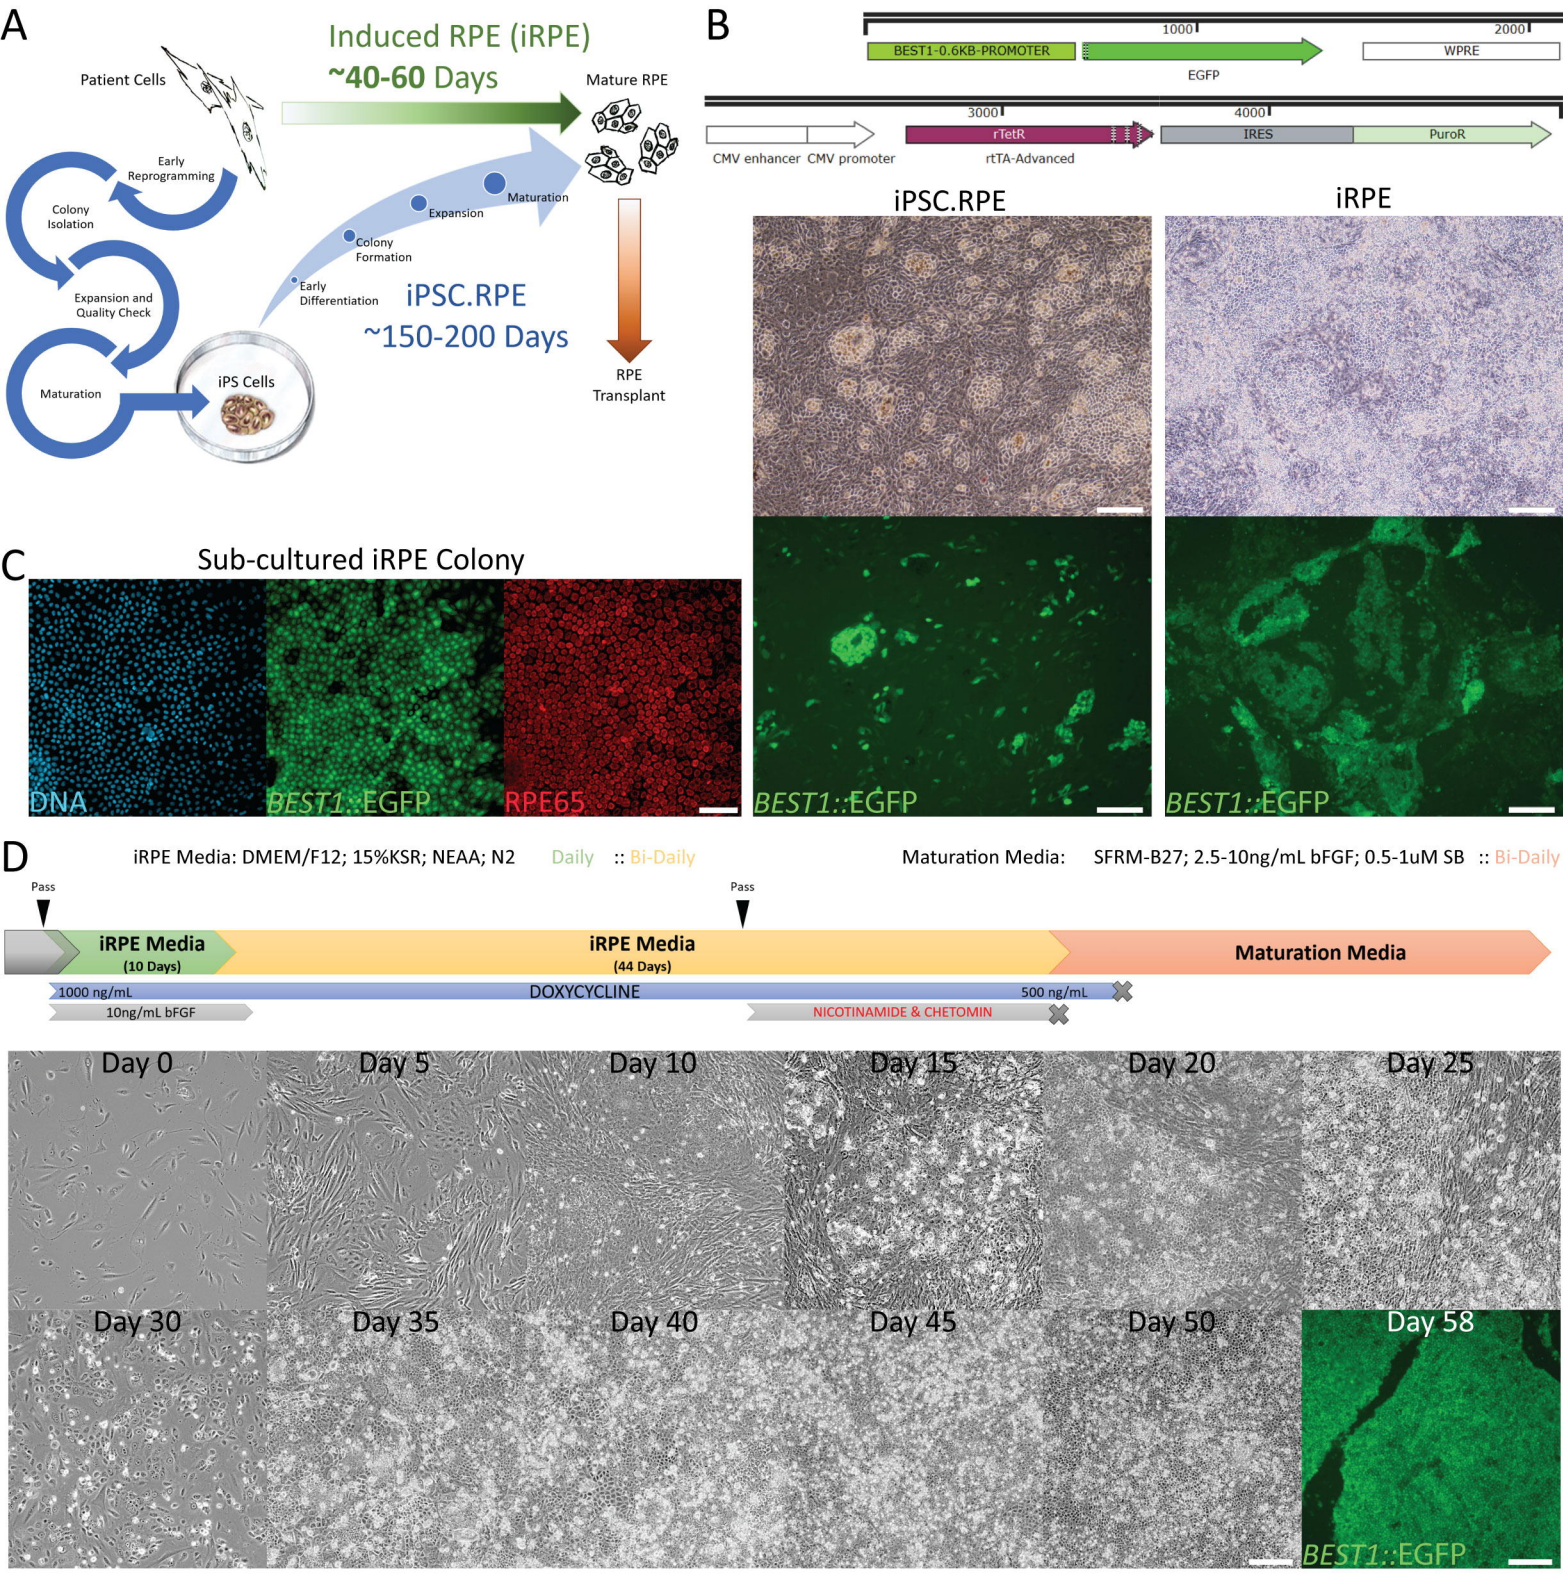 A
Induced RPE (iRPE)
~40-60 Days
Patient Cells
Mature RPE
Early
Reprogramming
Colony
Isolation
Expansion and
Quality Check
Maturation
iPS Cells
Early
Differentiation
Colony
Formation
Expansion
Maturation
iPSC.RPE
~150-200 Days
RPE
Transplant
B
1000
2000
BEST1-0.6KB-PROMOTER
EGFP
WPRE
3000
4000
CMV enhancer
CMV promoter
rTetR
rtTA-Advanced
IRES
PuroR
iPSC.RPE
iRPE
BEST1::EGFP
BEST1::EGFP
C
Sub-cultured iRPE Colony
DNA
BEST1::EGFP
RPE65
D
iRPE Media: DMEM/F12; 15%KSR; NEAA; N2 Daily :: Bi-Daily
Maturation Media: SFRM-B27; 2.5-10ng/mL bFGF; 0.5-1uM SB :: Bi-Daily
Pass
Pass
iRPE Media
(10 Days)
iRPE Media
(44 Days)
Maturation Media
1000 ng/mL
DOXYCYCLINE
500 ng/mL
10ng/mL bFGF
NICOTINAMIDE & CHETOMIN
Day 0
Day 5
Day 10
Day 15
Day 20
Day 25
Day 30
Day 35
Day 40
Day 45
Day 50
Day 58
BEST1::EGFP